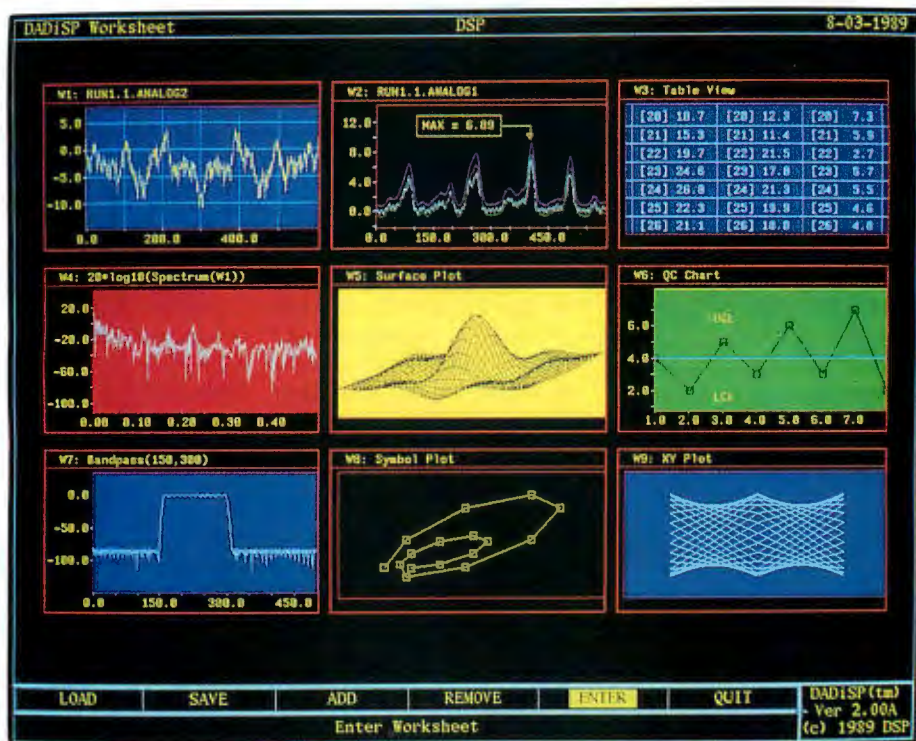 DADiSP Worksheet DSP 8-03-1989
W1: RUN1.1.ANALOG2
5.0
0.0
-5.0
-10.0
0.0 200.0 400.0
W2: RUN1.1.ANALOG1
12.0
MAX = 6.89
8.0
4.0
0.0
0.0 150.0 300.0 450.0
W3: Table View
[20] 18.7 [20] 12.3 [20] 7.3
[21] 15.3 [21] 11.4 [21] 5.9
[22] 19.7 [22] 21.5 [22] 2.7
[23] 24.6 [23] 17.8 [23] 5.7
[24] 26.0 [24] 21.3 [24] 5.5
[25] 22.3 [25] 19.9 [25] 4.6
[26] 21.1 [26] 18.0 [26] 4.8
W4: 20*log10(Spectrum(W1))
20.0
-20.0
-60.0
-100.0
0.00 0.10 0.20 0.30 0.40
W5: Surface Plot
W6: QC Chart
6.0
UCL
4.0
2.0
LCL
1.0 2.0 3.0 4.0 5.0 6.0 7.0
W7: Bandpass(150,300)
0.0
-50.0
-100.0
0.0 150.0 300.0 450.0
W8: Symbol Plot
W9: XY Plot
LOAD SAVE ADD REMOVE ENTER QUIT
Enter Worksheet
DADiSP(tm)
- Ver 2.00A
(c) 1989 DSP